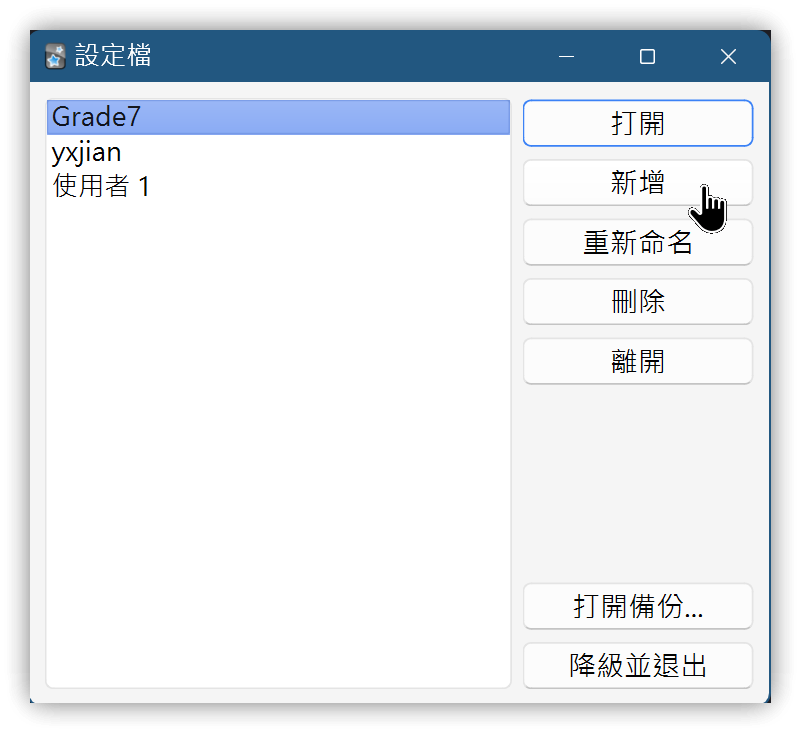 設定檔
Grade7
yxjian
使用者 1
打開
新增
重新命名
刪除
離開
打開備份...
降級並退出